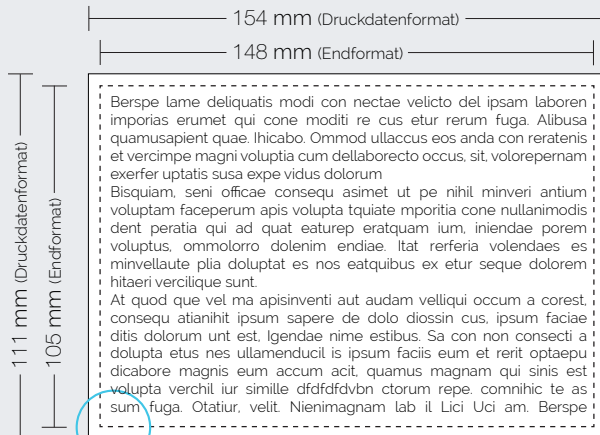 154 mm (Druckdatenformat)
148 mm (Endformat)
111 mm (Druckdatenformat)
105 mm (Endformat)
Berspe lame deliquatis modi con nectae velicto del ipsam laboren
imporias erumet qui cone moditi re cus etur rerum fuga. Alibusa
quamusapient quae. Ihicabo. Ommod ullaccus eos anda con reratenis
et vercimpe magni voluptia cum dellaborecto occus, sit, volorepernam
exerfer uptatis susa expe vidus dolorum
Bisquiam, seni officae consequ asimet ut pe nihil minveri antium
voluptam faceperum apis volupta tquiate mporitia cone nullanimodis
dent peratia qui ad quat eaturep eratquam ium, iniendae porem
voluptus, ommolorro dolenim endiae. Itat rerferia volendaes es
minvellaute plia doluptat es nos eatquibus ex etur seque dolorem
hitaeri vercilique sunt.
At quod que vel ma apisinventi aut audam velliqui occum a corest,
consequ atianihit ipsum sapere de dolo diossin cus, ipsum faciae
ditis dolorum unt est, Igendae nime estibus. Sa con non consecti a
dolupta etus nes ullamenducil is ipsum faciis eum et rerit optaepu
dicabore magnis eum accum acit, quamus magnam qui sinis est
volupta verchil iur simille dfdfdfdvbn ctorum repe. comnihic te as
sum fuga. Otatiur, velit. Nienimagnam lab il Lici Uci am. Berspe